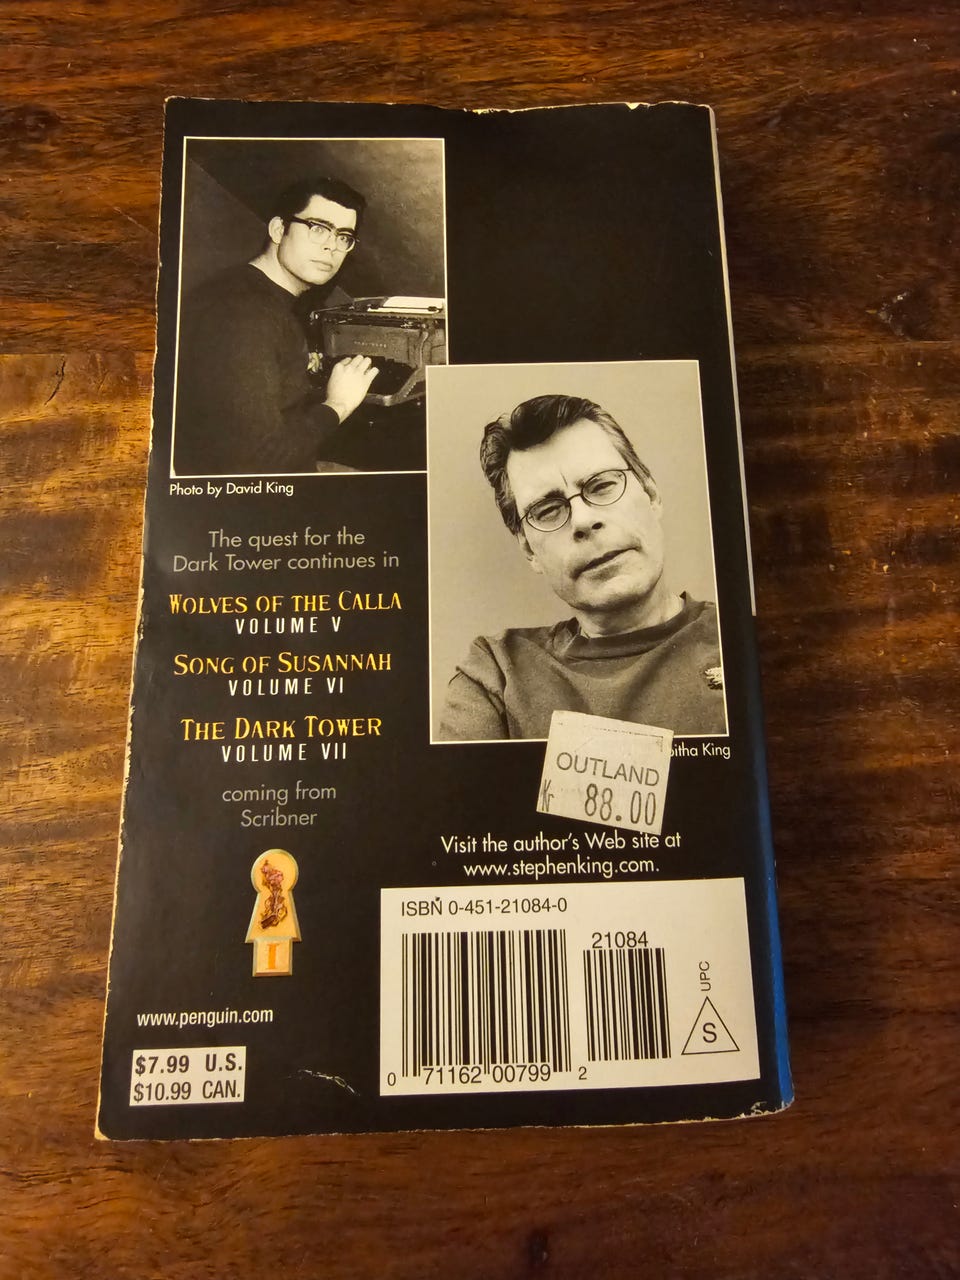 Photo by David King
The quest for the
Dark Tower continues in
WOLVES OF THE CALLA
VOLUME V
SONG OF SUSANNAH
VOLUME VI
THE DARK TOWER
VOLUME VII
coming from
Scribner
I
www.penguin.com
$7.99 U.S.
$10.99 CAN.
King
OUTLAND
Kr 88.00
Visit the author's Web site at
www.stephenking.com.
ISBN 0-451-21084-0
21084
UPC
S
0 71162 00799 2